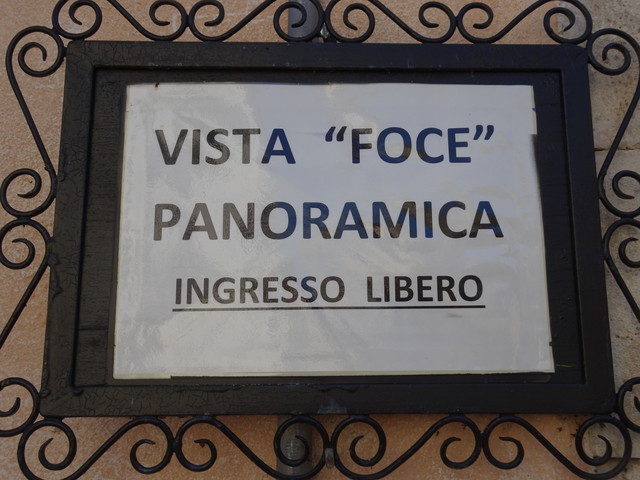 VISTA “FOCE”
PANORAMICA
INGRESSO LIBERO